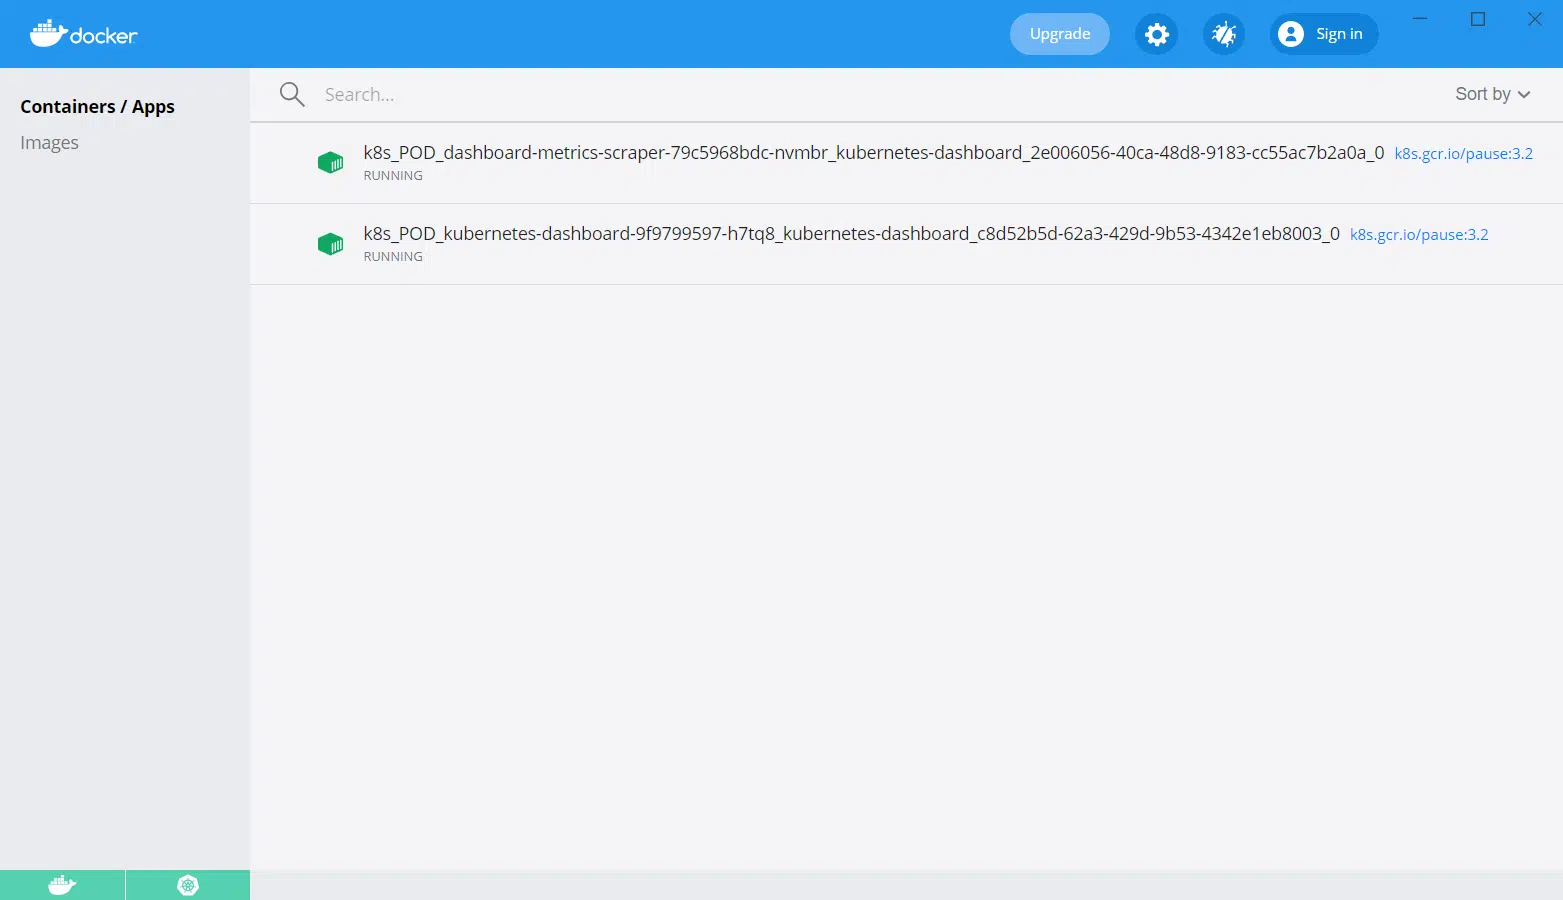 docker
Upgrade
Sign in
Containers / Apps
Images
Search...
Sort by
k8s_POD_dashboard-metrics-scraper-79c5968bdc-nvmbr_kubernetes-dashboard_2e006056-40ca-48d8-9183-cc55ac7b2a0a_0 k8s.gcr.io/pause:3.2
RUNNING
k8s_POD_kubernetes-dashboard-9f9799597-h7tq8_kubernetes-dashboard_c8d52b5d-62a3-429d-9b53-4342e1eb8003_0 k8s.gcr.io/pause:3.2
RUNNING